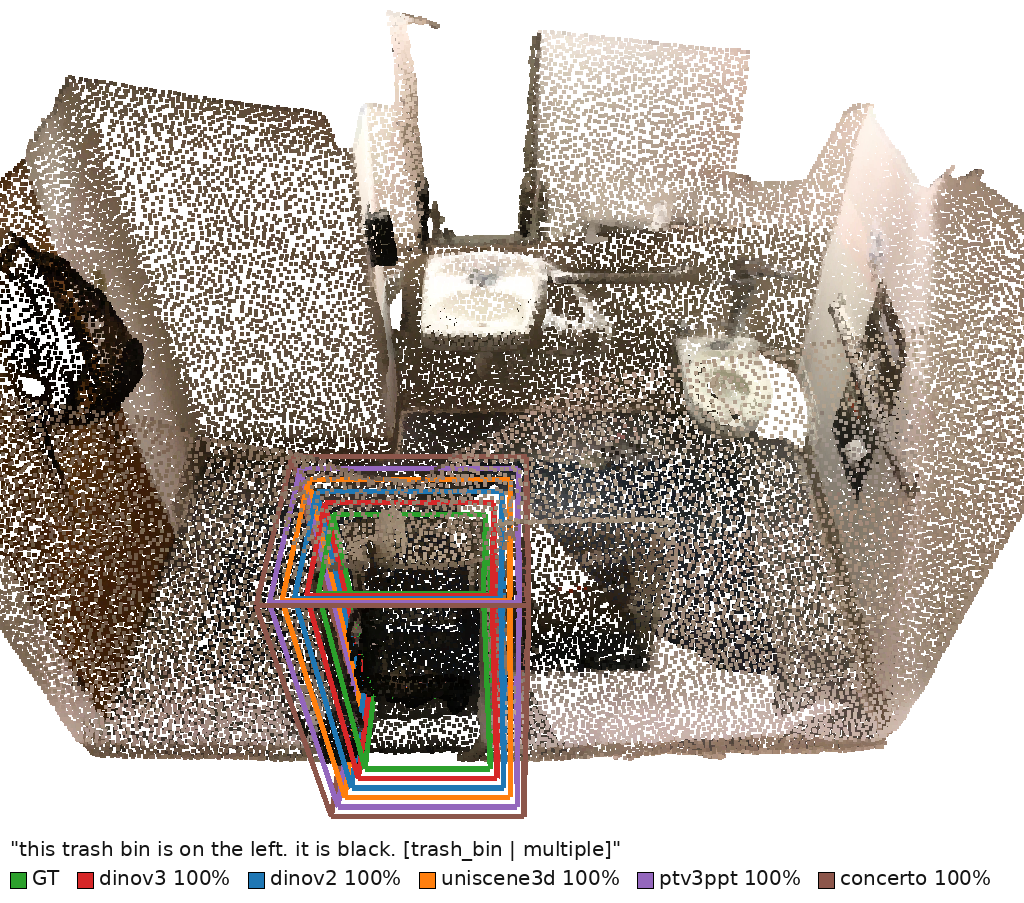 "this trash bin is on the left. it is black. [trash_bin | multiple]"
GT dinov3 100% dinov2 100% uniscene3d 100% ptv3ppt 100% concerto 100%